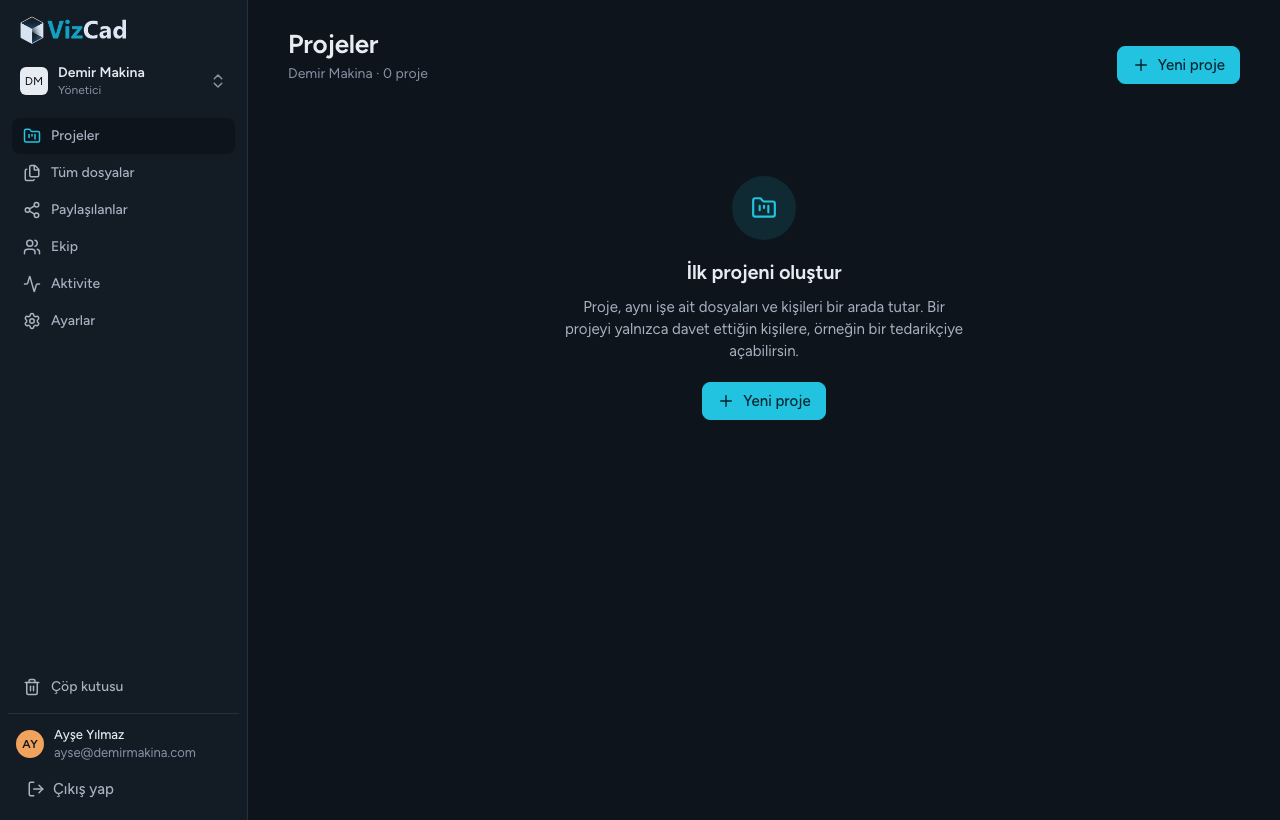 VizCad
DM
Demir Makina
Yönetici
Projeler
Tüm dosyalar
Paylaşılanlar
Ekip
Aktivite
Ayarlar
Çöp kutusu
AY
Ayşe Yılmaz
ayse@demirmakina.com
Çıkış yap
Projeler
Demir Makina · 0 proje
Yeni proje
İlk projeni oluştur
Proje, aynı işe ait dosyaları ve kişileri bir arada tutar. Bir
projeyi yalnızca davet ettiğin kişilere, örneğin bir tedarikçiye
açabilirsin.
Yeni proje